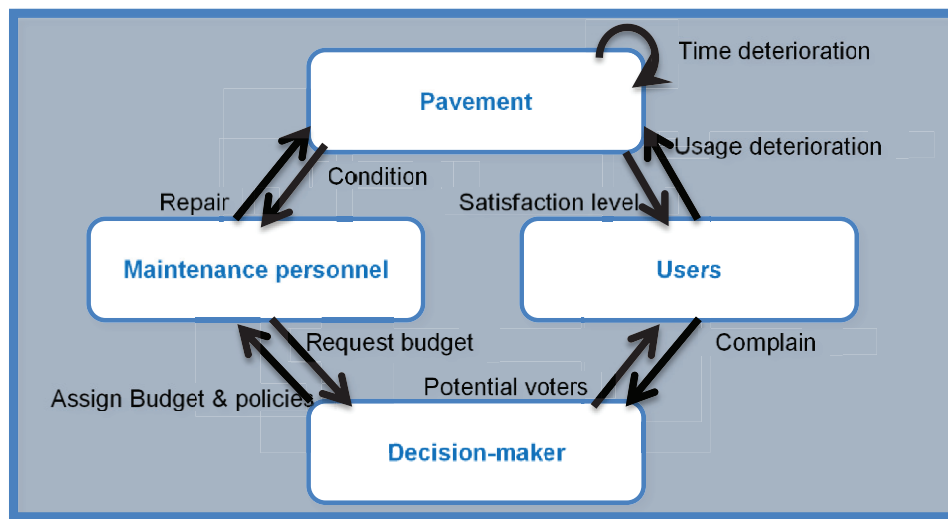 Time deterioration
Pavement
Usage deterioration
Condition
Repair
Satisfaction level
Maintenance personnel
Users
Request budget
Complain
Potential voters
Assign Budget & policies
Decision-maker